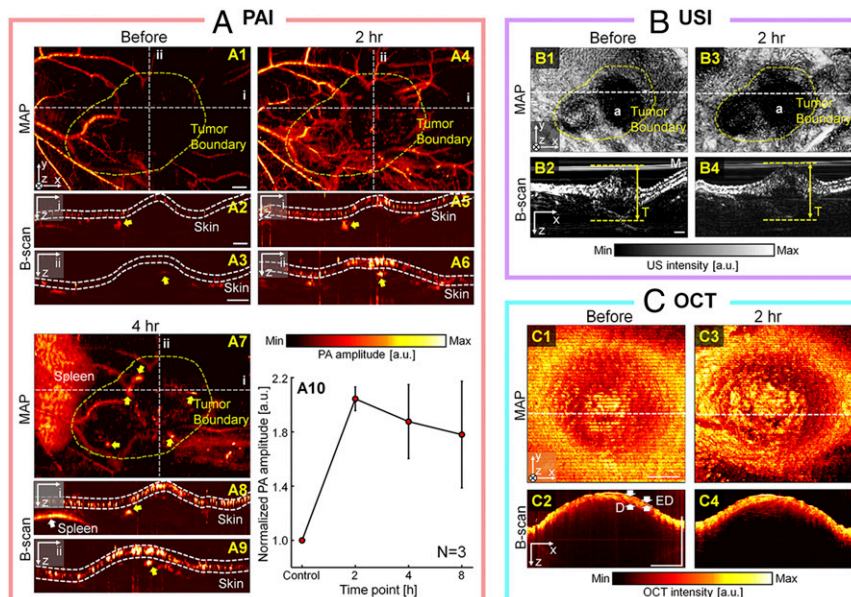 A PAI
Before
2 hr
MAP
A1
ii
i
Tumor
Boundary
y
z x
A4
ii
i
Tumor
Boundary
B-scan
A2
i
z
Skin
A5
i
z
Skin
A3
ii
z
Skin
A6
ii
z
Skin
4 hr
MAP
A7
ii
i
Spleen
Tumor
Boundary
B-scan
A8
i
z
Spleen
Skin
A9
ii
z
Skin
Min Max
PA amplitude [a.u.]
A10
Normalized PA amplitude [a.u.]
2.2
1.8
1.4
1.0
N=3
Control 2 4 8
Time point [h]
B USI
Before
2 hr
MAP
B1
a
Tumor
Boundary
y
z x
B3
a
Tumor
Boundary
B-scan
B2
M
T
x
z
B4
T
Min Max
US intensity [a.u.]
C OCT
Before
2 hr
MAP
C1
y
z x
C3
B-scan
C2
D
ED
x
z
C4
Min Max
OCT intensity [a.u.]